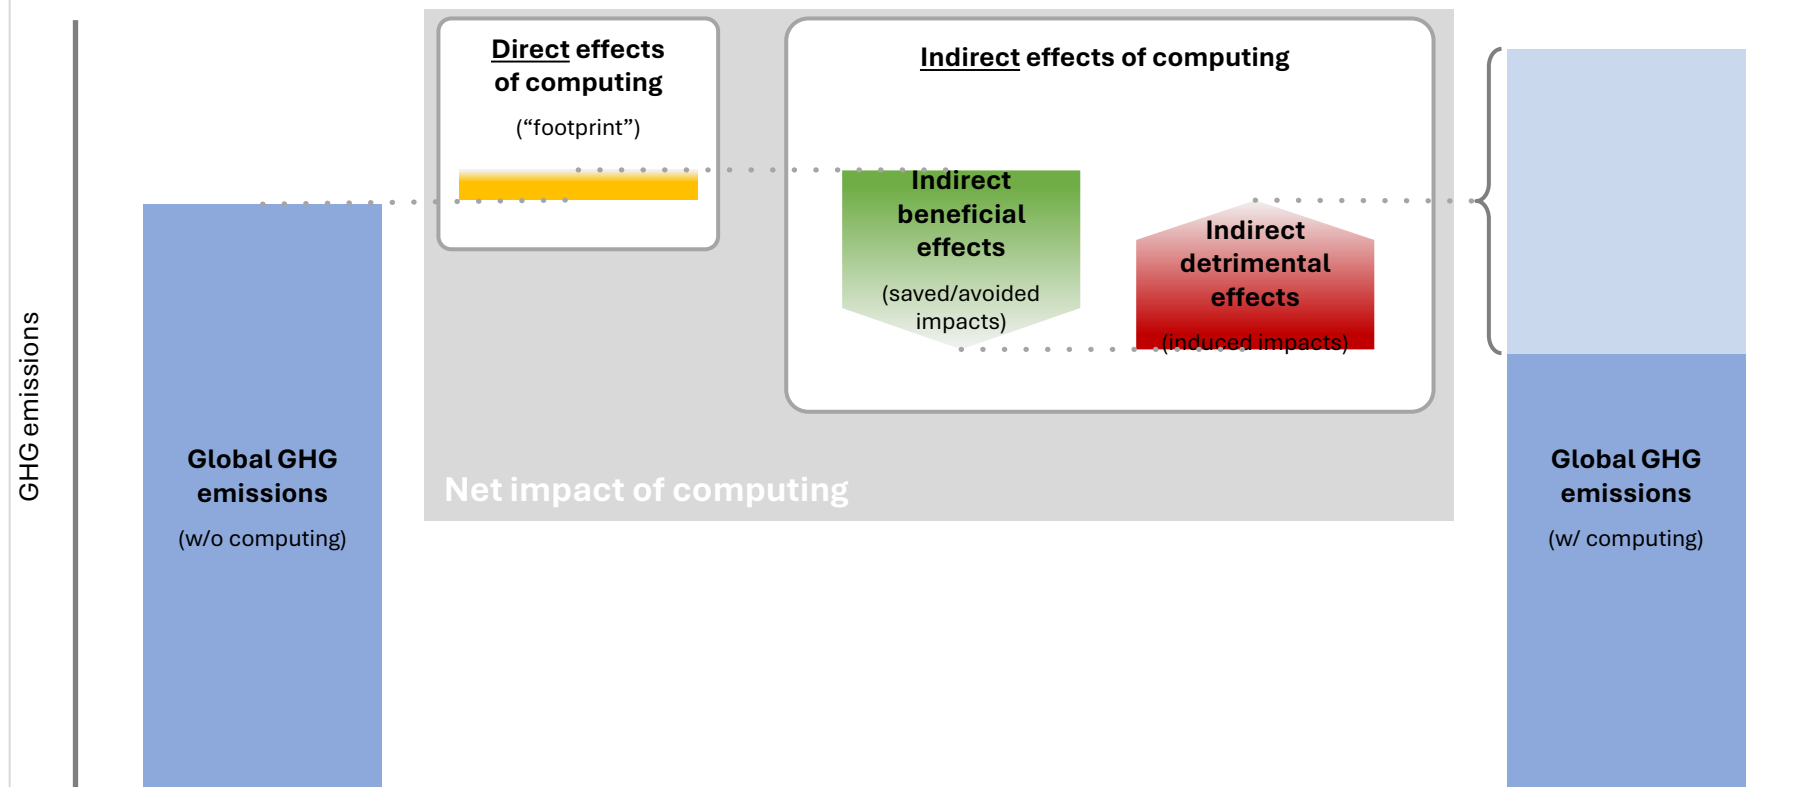 GHG emissions
Global GHG
emissions
(w/o computing)
Direct effects
of computing
(“footprint”)
Indirect effects of computing
Indirect
beneficial
effects
(saved/avoided
impacts)
Indirect
detrimental
effects
(induced impacts)
Net impact of computing
Global GHG
emissions
(w/ computing)